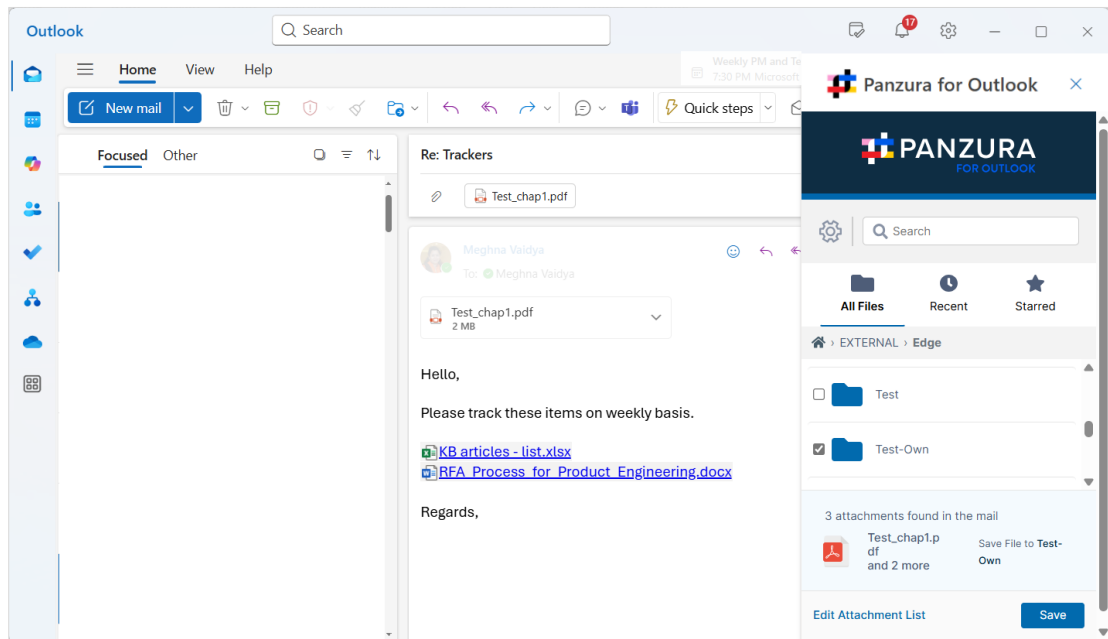 Outlook
Search
17
Home View Help
Weekly PM and Te
7:30 PM Microsoft
New mail
Quick steps
Focused Other
Re: Trackers
Test_chap1.pdf
Meghna Vaidya
To: Meghna Vaidya
Test_chap1.pdf
2 MB
Hello,
Please track these items on weekly basis.
KB articles - list.xlsx
RFA_Process_for_Product_Engineering.docx
Regards,
Panzura for Outlook
PANZURA
FOR OUTLOOK
Search
All Files Recent Starred
EXTERNAL › Edge
Test
Test-Own
3 attachments found in the mail
Test_chap1.p
df
and 2 more
Save File to Test-
Own
Edit Attachment List
Save